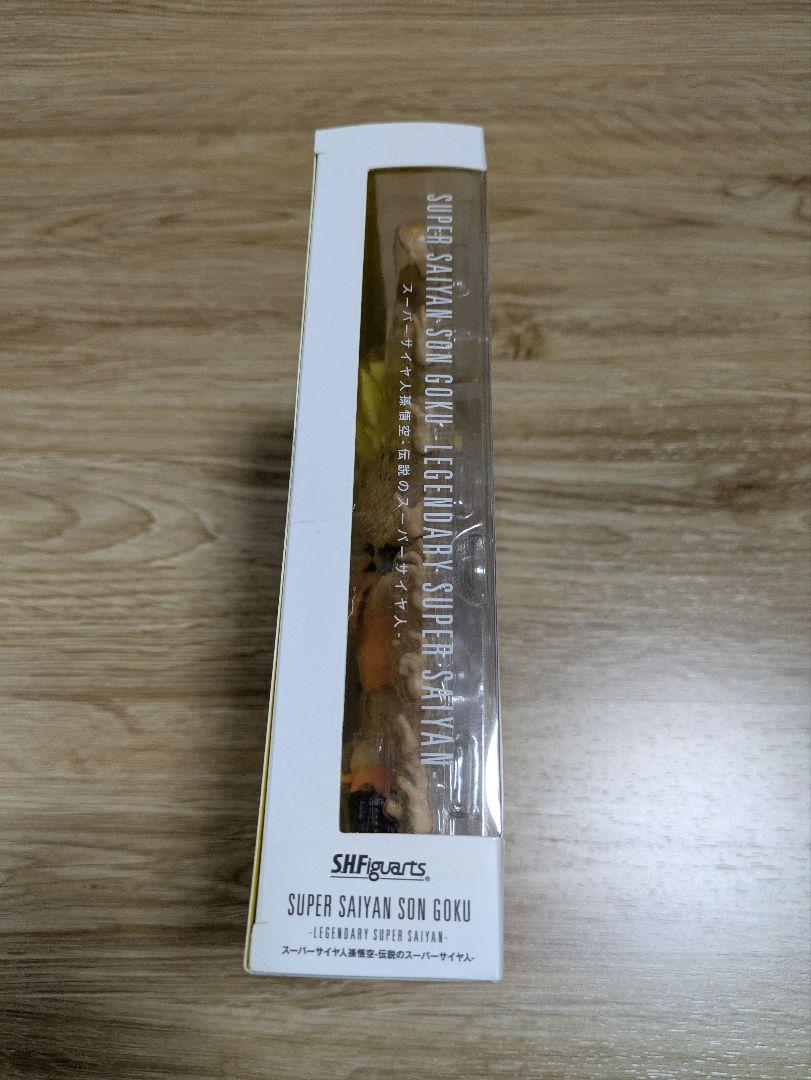 SUPER SAIYAN SON GOKU -LEGENDARY SUPER SAIYAN-
スーパーサイヤ人孫悟空-伝説のスーパーサイヤ人-
S.H.Figuarts®
SUPER SAIYAN SON GOKU
-LEGENDARY SUPER SAIYAN-
スーパーサイヤ人孫悟空-伝説のスーパーサイヤ人-